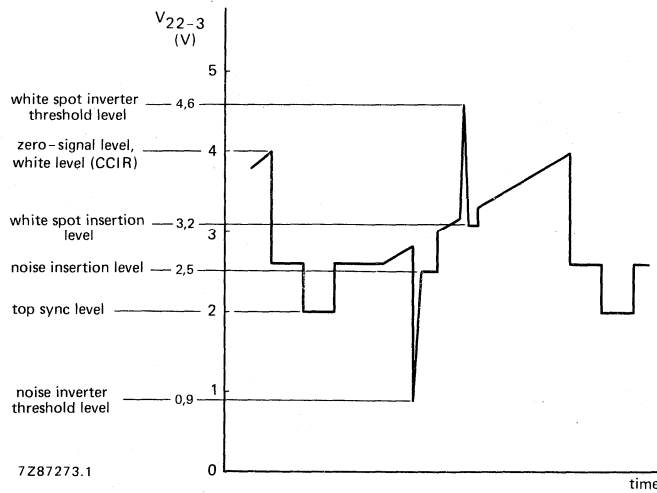 V22-3
(V)
5
white spot inverter
threshold level
4,6
zero-signal level,
white level (CCIR)
4
white spot insertion
level
3,2
3
noise insertion level
2,5
top sync level
2
1
noise inverter
threshold level
0,9
7Z87273.1
0
time